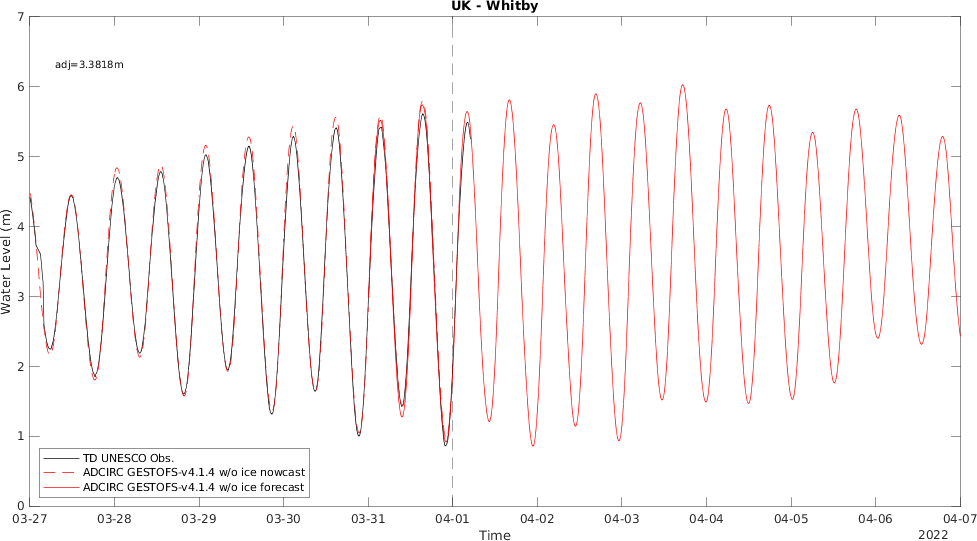 UK - Whitby
7
adj=3.3818m
6
5
4
3
2
1
0
Water Level (m)
TD UNESCO Obs.
ADCIRC GESTOFS-v4.1.4 w/o ice nowcast
ADCIRC GESTOFS-v4.1.4 w/o ice forecast
03-27 03-28 03-29 03-30 03-31 04-01 04-02 04-03 04-04 04-05 04-06 04-07
Time
2022